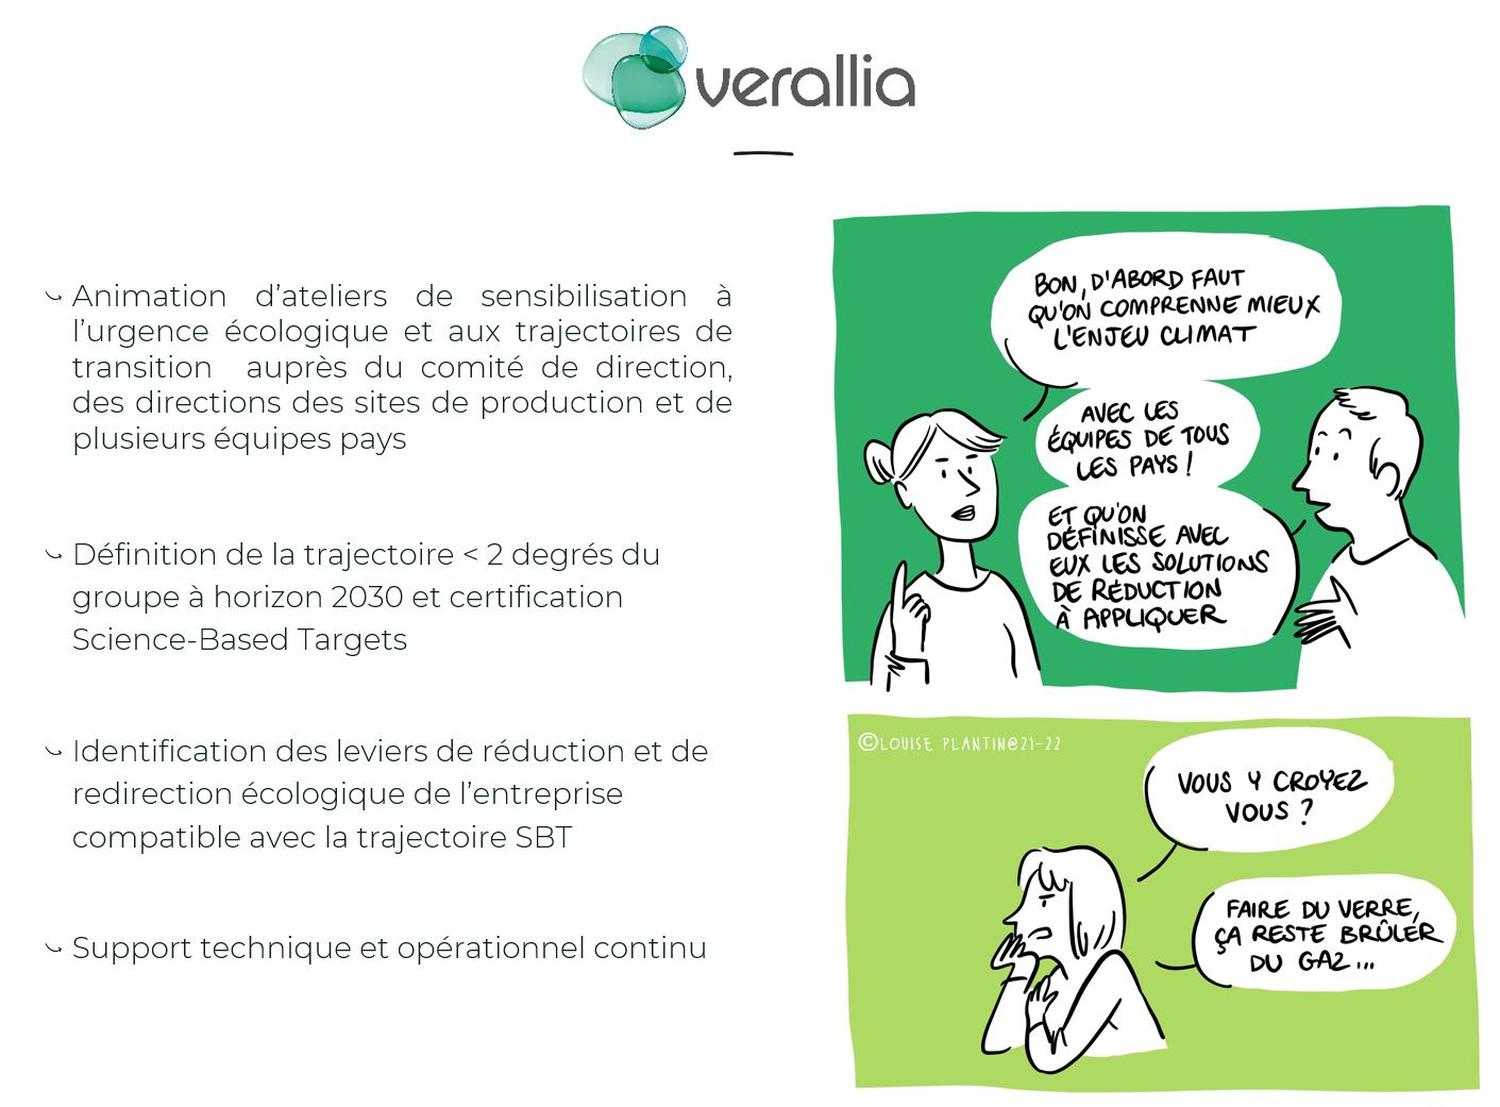 verallia
Animation d'ateliers de sensibilisation à
l'urgence écologique et aux trajectoires de
transition auprès du comité de direction,
des directions des sites de production et de
plusieurs équipes pays
Définition de la trajectoire < 2 degrés du
groupe à horizon 2030 et certification
Science-Based Targets
Identification des leviers de réduction et de
redirection écologique de l'entreprise
compatible avec la trajectoire SBT
Support technique et opérationnel continu
BON, D'ABORD FAUT
QU'ON COMPRENNE MIEUX
L'ENJEU CLIMAT
AVEC LES
ÉQUIPES DE TOUS
LES PAYS !
ET QU'ON
DÉFINISSE AVEC
EUX LES SOLUTIONS
DE RÉDUCTION
À APPLIQUER
©LOUISE PLANTIN@21-22
VOUS Y CROYEZ
VOUS ?
FAIRE DU VERRE,
ÇA RESTE BRÛLER
DU GAZ...